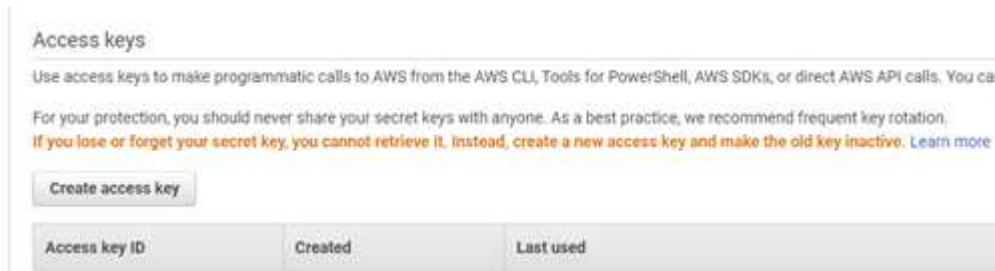 Access keys
Use access keys to make programmatic calls to AWS from the AWS CLI, Tools for PowerShell, AWS SDKs, or direct AWS API calls. You ca
For your protection, you should never share your secret keys with anyone. As a best practice, we recommend frequent key rotation.
If you lose or forget your secret key, you cannot retrieve it. Instead, create a new access key and make the old key inactive. Learn more
Create access key
Access key ID Created Last used